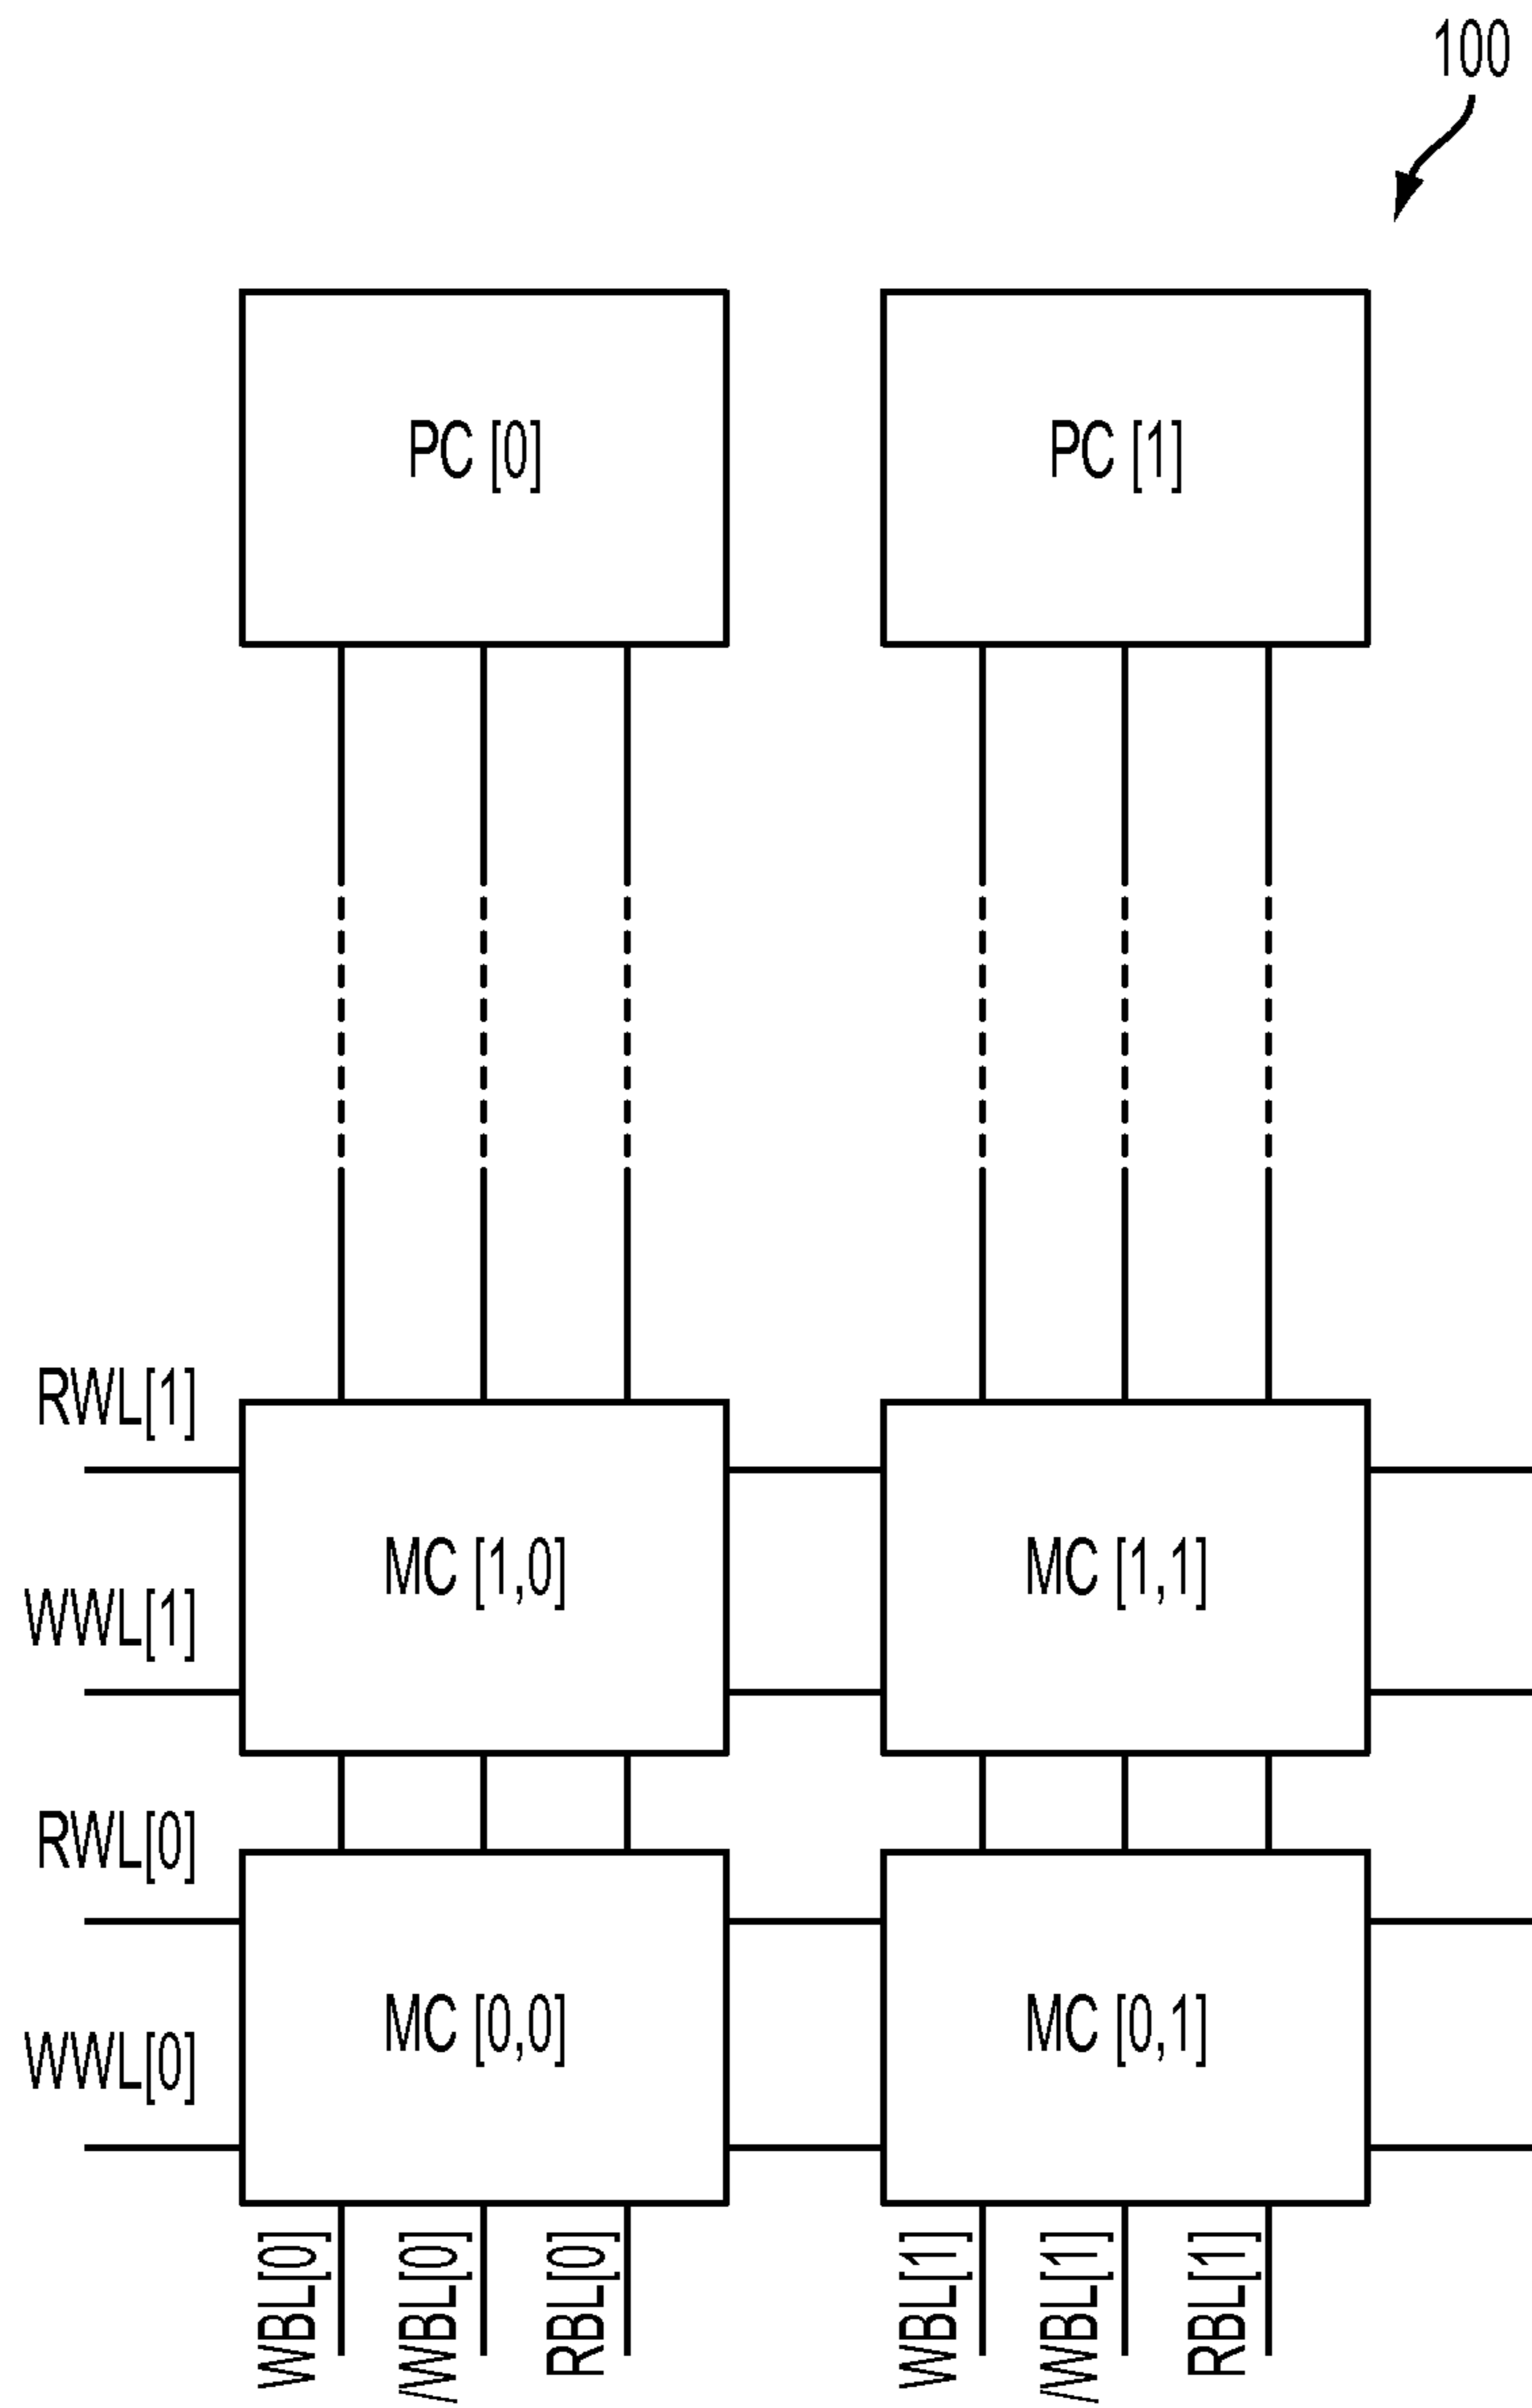 100
PC [0]
PC [1]
RWL[1]
MC [1,0]
MC [1,1]
WWL[1]
RWL[0]
MC [0,0]
MC [0,1]
WWL[0]
WBL[0]
/WBL[0]
RBL[0]
WBL[1]
/WBL[1]
RBL[1]